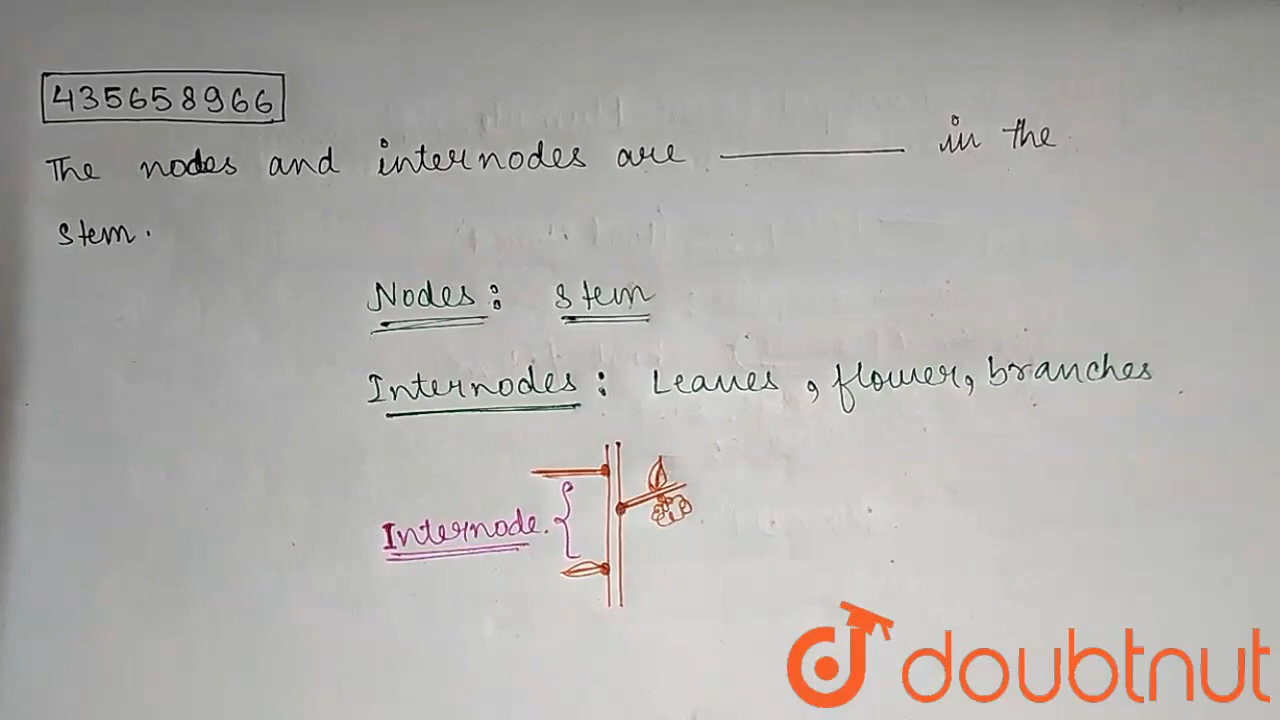 435658966
The nodes and internodes are ________ in the
stem.
Nodes: stem
Internodes: Leaves, flower, branches
Internode.
doubtnut